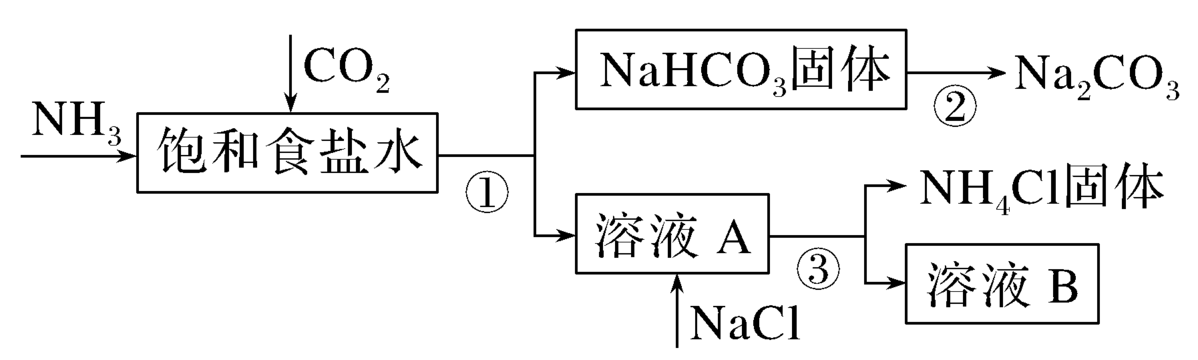 NH₃
CO₂
饱和食盐水
①
NaHCO₃固体
②
Na₂CO₃
溶液 A
NaCl
③
NH₄Cl固体
溶液 B